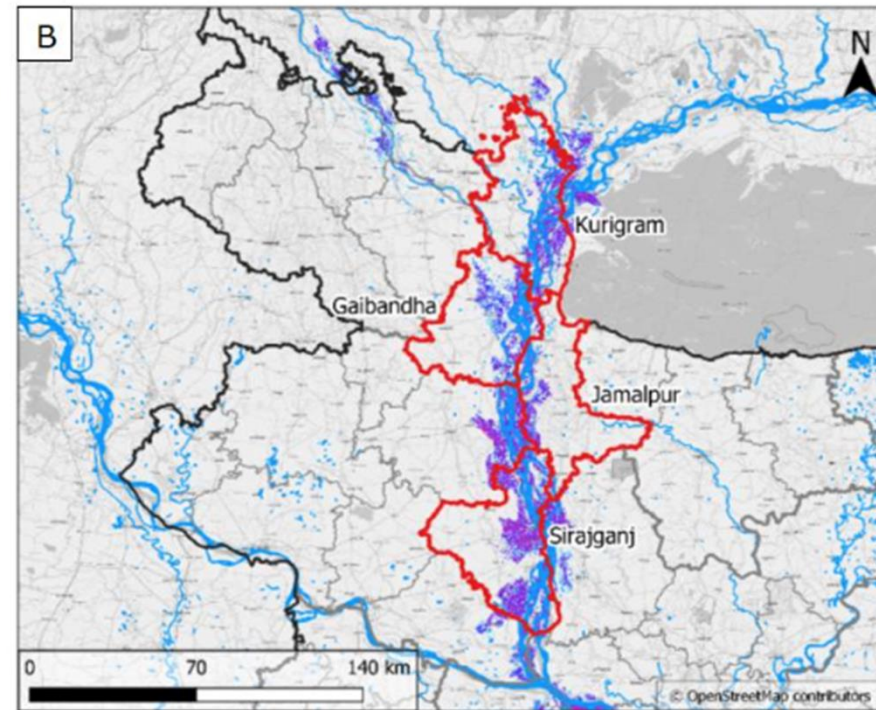 B
N
Kurigram
Gaibandha
Jamalpur
Sirajganj
0 70 140 km
© OpenStreetMap contributors